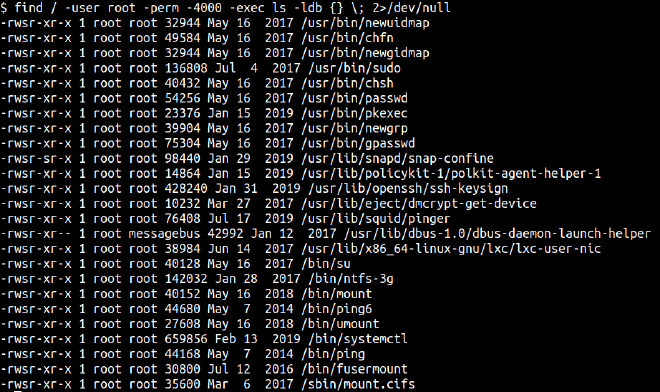 $ find / -user root -perm -4000 -exec ls -ldb {} \; 2>/dev/null
-rwsr-xr-x 1 root root 32944 May 16  2017 /usr/bin/newuidmap
-rwsr-xr-x 1 root root 49584 May 16  2017 /usr/bin/chfn
-rwsr-xr-x 1 root root 32944 May 16  2017 /usr/bin/newgidmap
-rwsr-xr-x 1 root root 136808 Jul  4  2017 /usr/bin/sudo
-rwsr-xr-x 1 root root 40432 May 16  2017 /usr/bin/chsh
-rwsr-xr-x 1 root root 54256 May 16  2017 /usr/bin/passwd
-rwsr-xr-x 1 root root 23376 Jan 15  2019 /usr/bin/pkexec
-rwsr-xr-x 1 root root 39904 May 16  2017 /usr/bin/newgrp
-rwsr-xr-x 1 root root 75304 May 16  2017 /usr/bin/gpasswd
-rwsr-sr-x 1 root root 98440 Jan 29  2019 /usr/lib/snapd/snap-confine
-rwsr-xr-x 1 root root 14864 Jan 15  2019 /usr/lib/policykit-1/polkit-agent-helper-1
-rwsr-xr-x 1 root root 428240 Jan 31  2019 /usr/lib/openssh/ssh-keysign
-rwsr-xr-x 1 root root 10232 Mar 27  2017 /usr/lib/eject/dmcrypt-get-device
-rwsr-xr-x 1 root root 76408 Jul 17  2019 /usr/lib/squid/pinger
-rwsr-xr-- 1 root messagebus 42992 Jan 12  2017 /usr/lib/dbus-1.0/dbus-daemon-launch-helper
-rwsr-xr-x 1 root root 38984 Jun 14  2017 /usr/lib/x86_64-linux-gnu/lxc/lxc-user-nic
-rwsr-xr-x 1 root root 40128 May 16  2017 /bin/su
-rwsr-xr-x 1 root root 142032 Jan 28  2017 /bin/ntfs-3g
-rwsr-xr-x 1 root root 40152 May 16  2018 /bin/mount
-rwsr-xr-x 1 root root 44680 May  7  2014 /bin/ping6
-rwsr-xr-x 1 root root 27608 May 16  2018 /bin/umount
-rwsr-xr-x 1 root root 659856 Feb 13  2019 /bin/systemctl
-rwsr-xr-x 1 root root 44168 May  7  2014 /bin/ping
-rwsr-xr-x 1 root root 30800 Jul 12  2016 /bin/fusermount
-rwsr-xr-x 1 root root 35600 Mar  6  2017 /sbin/mount.cifs